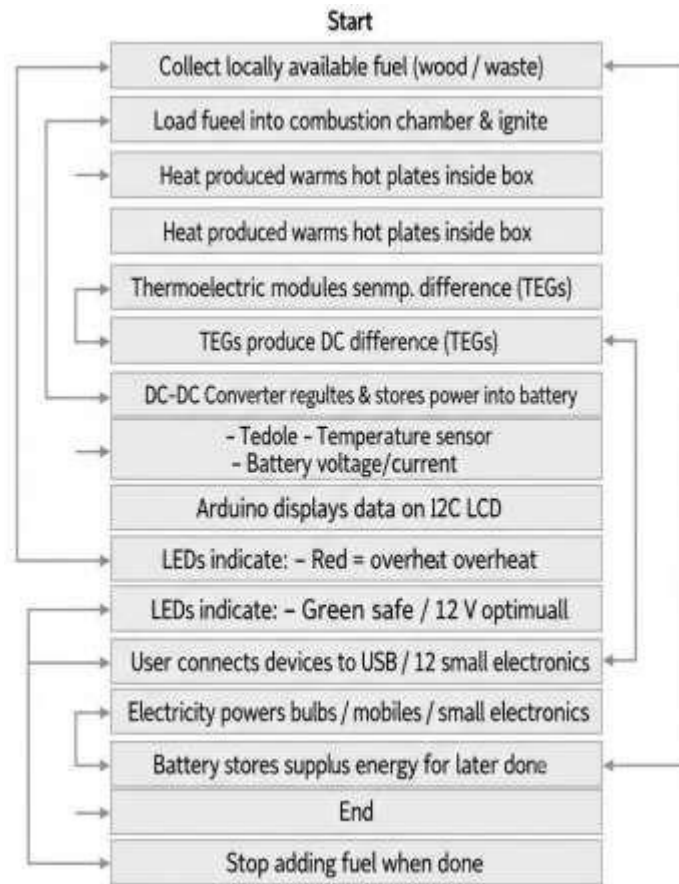 Start
Collect locally available fuel (wood / waste)
Load fueel into combustion chamber & ignite
Heat produced warms hot plates inside box
Heat produced warms hot plates inside box
Thermoelectric modules senmp. difference (TEGs)
TEGs produce DC difference (TEGs)
DC-DC Converter regultes & stores power into battery
– Tedole – Temperature sensor
– Battery voltage/current
Arduino displays data on I2C LCD
LEDs indicate: – Red = overheat overheat
LEDs indicate: – Green safe / 12 V optimuall
User connects devices to USB / 12 small electronics
Electricity powers bulbs / mobiles / small electronics
Battery stores supplus energy for later done
End
Stop adding fuel when done